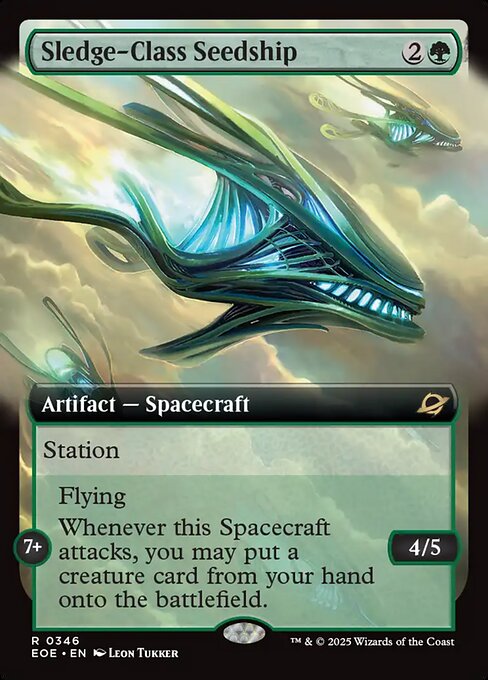 Sledge-Class Seedship 2
Artifact — Spacecraft
Station
Flying
Whenever this Spacecraft
attacks, you may put a
creature card from your hand
onto the battlefield.
7+
4/5
R 0346
EOE • EN Leon Tukker
™ & © 2025 Wizards of the Coast